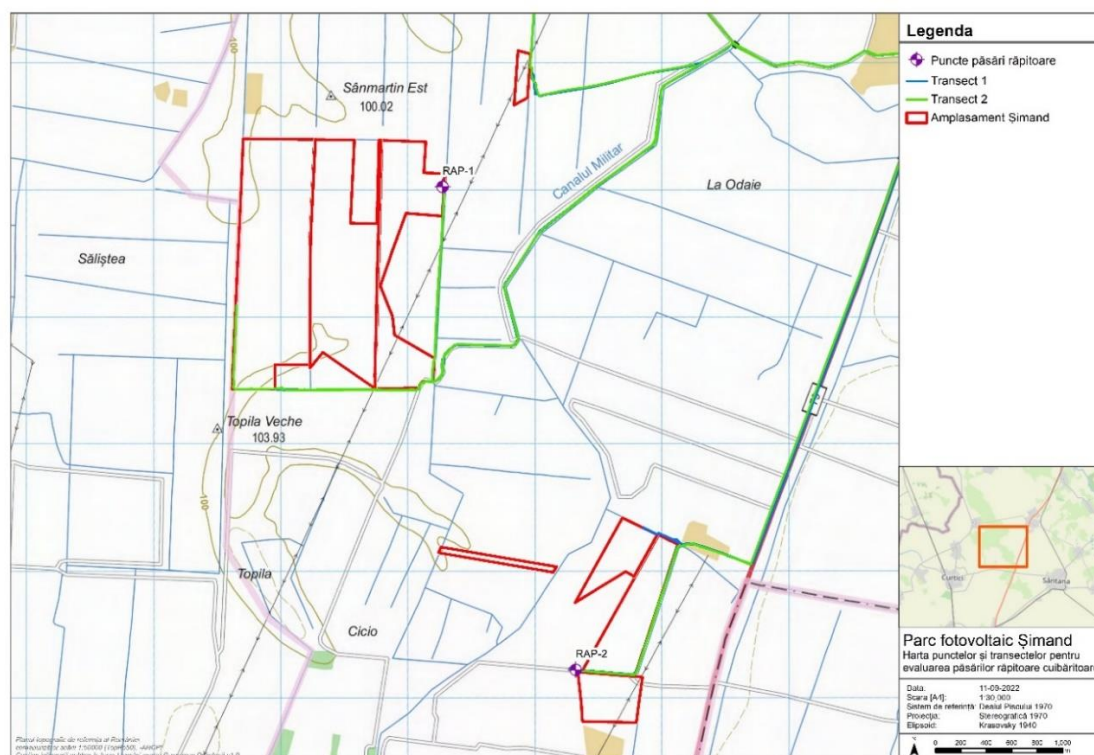 Legenda
Puncte păsări răpitoare
Transect 1
Transect 2
Amplasament Șimand
100
Sânmartin Est
100.02
RAP-1
Canalul Militar
La Odaie
Săliștea
Topila Veche
103.93
100
Topila
Cicio
RAP-2
79
Curtici
Sântana
Parc fotovoltaic Șimand
Harta punctelor și transectelor pentru
evaluarea păsărilor răpitoare cuibăritoare
Data: 11-09-2022
Scara [A4]: 1:30,000
Sistem de referință: Dealul Piscului 1970
Proiecția: Stereografică 1970
Elipsoid: Krasovsky 1940
N
0 200 400 600 800 1,000
m